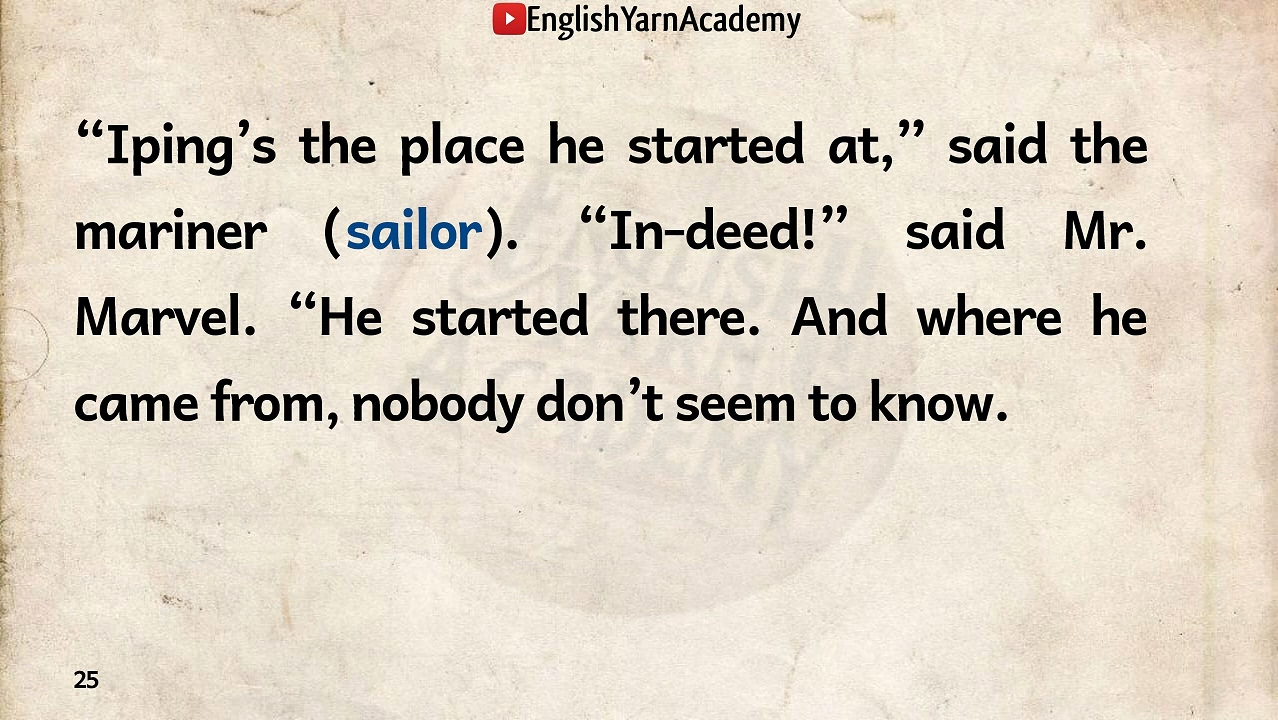 EnglishYarnAcademy
“Iping’s the place he started at,” said the
mariner (sailor). “In-deed!” said Mr.
Marvel. “He started there. And where he
came from, nobody don’t seem to know.
25